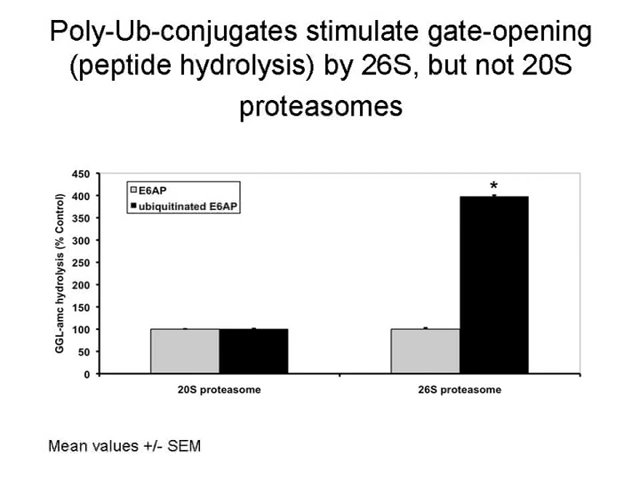 Poly-Ub-conjugates stimulate gate-opening
(peptide hydrolysis) by 26S, but not 20S
proteasomes
450
400
350
300
250
200
150
100
50
0
GGL-amc hydrolysis (% Control)
E6AP
ubiquitinated E6AP
*
20S proteasome
26S proteasome
Mean values +/- SEM